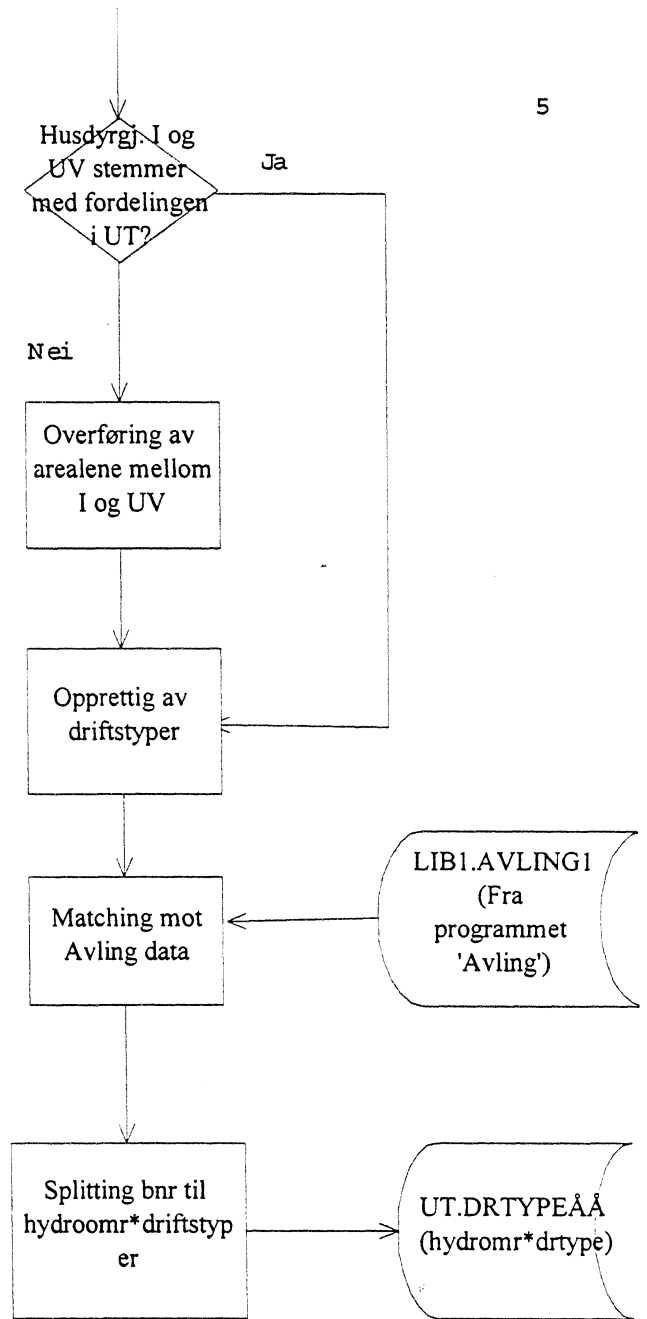 5
Husdyrgj. I og
UV stemmer
med fordelingen
i UT?
Ja
Nei
Overføring av
arealene mellom
I og UV
Opprettig av
driftstyper
LIB1.AVLING1
(Fra
programmet
'Avling')
Matching mot
Avling data
Splitting bnr til
hydroomr*driftstyp
er
UT.DRTYPEÅÅ
(hydromr*drtype)